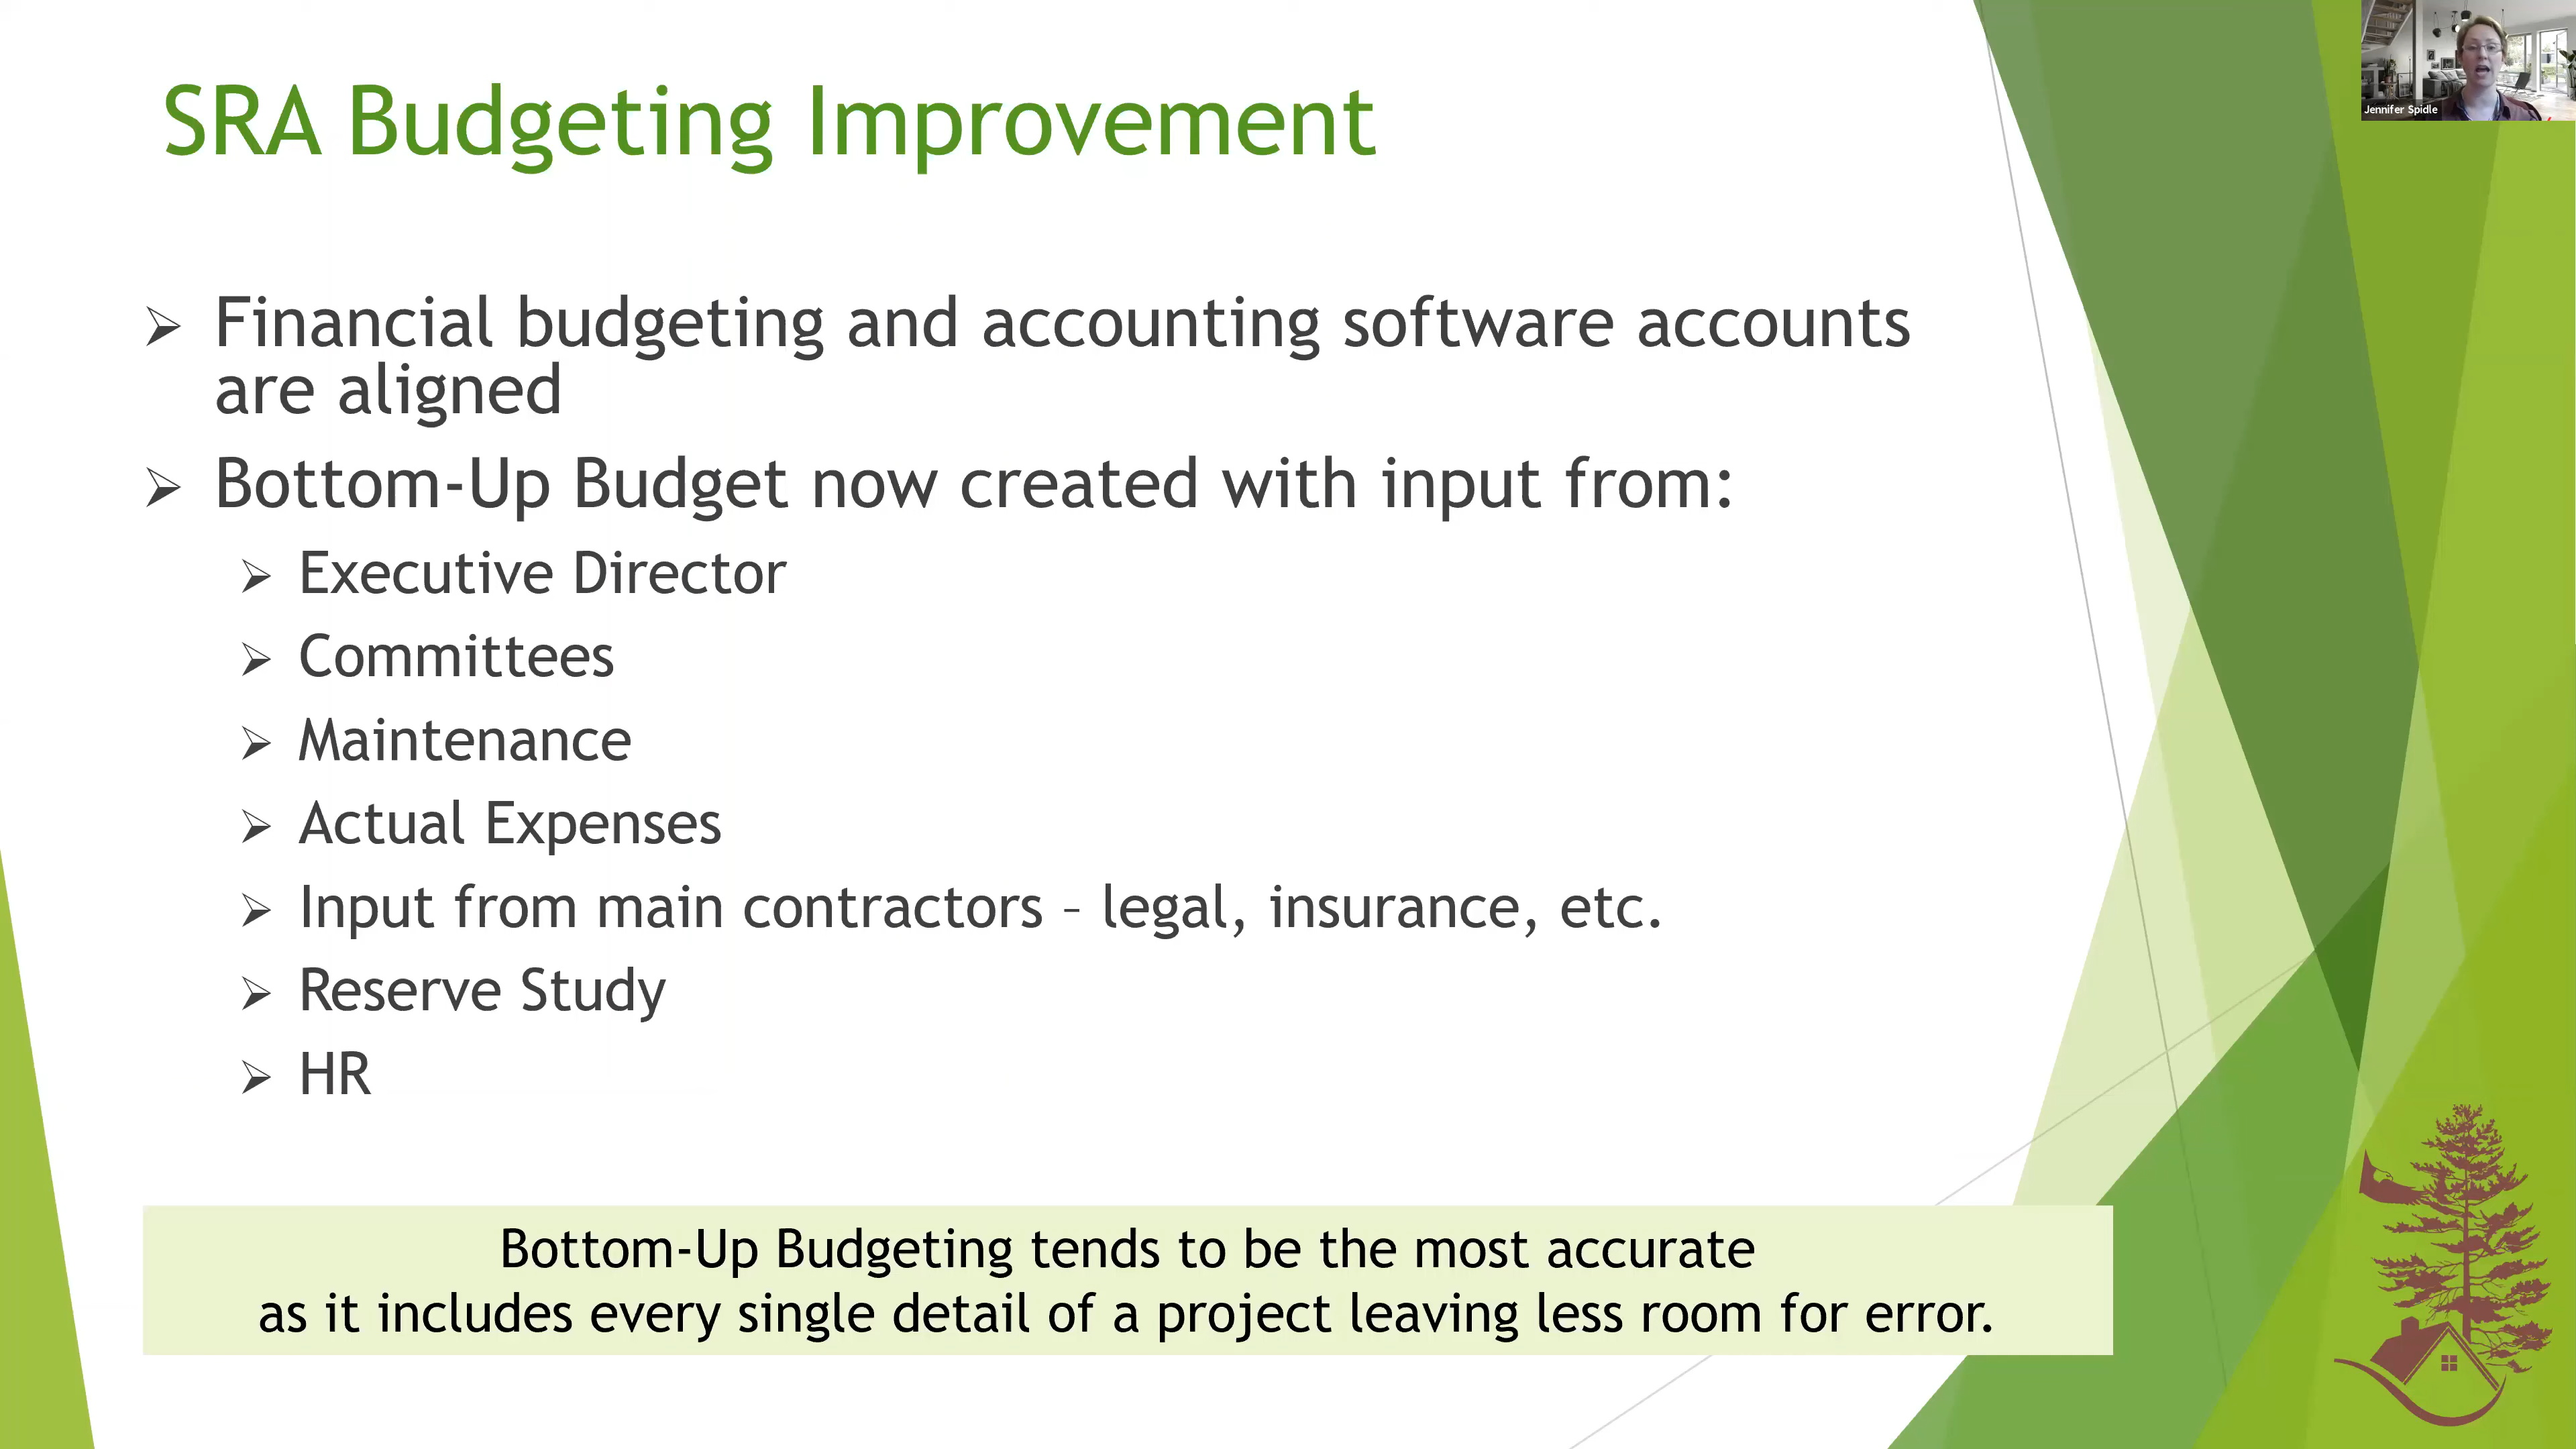 SRA Budgeting Improvement
Jennifer Spidle
Financial budgeting and accounting software accounts
are aligned
Bottom-Up Budget now created with input from:
Executive Director
Committees
Maintenance
Actual Expenses
Input from main contractors – legal, insurance, etc.
Reserve Study
HR
Bottom-Up Budgeting tends to be the most accurate
as it includes every single detail of a project leaving less room for error.